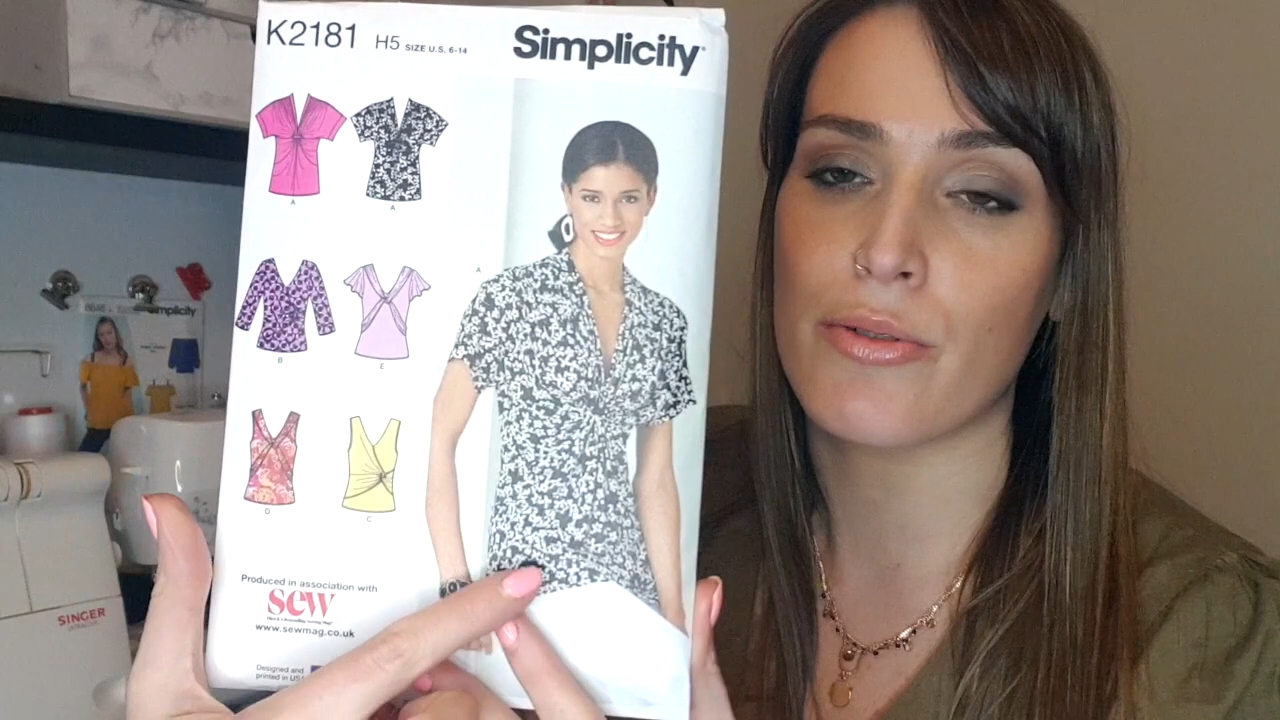 K2181 H5 SIZE U.S. 6-14
Simplicity
A
A
A
B
E
D
C
Produced in association with
sew
www.sewmag.co.uk
Designed and
printed in USA
Simplicity
SINGER